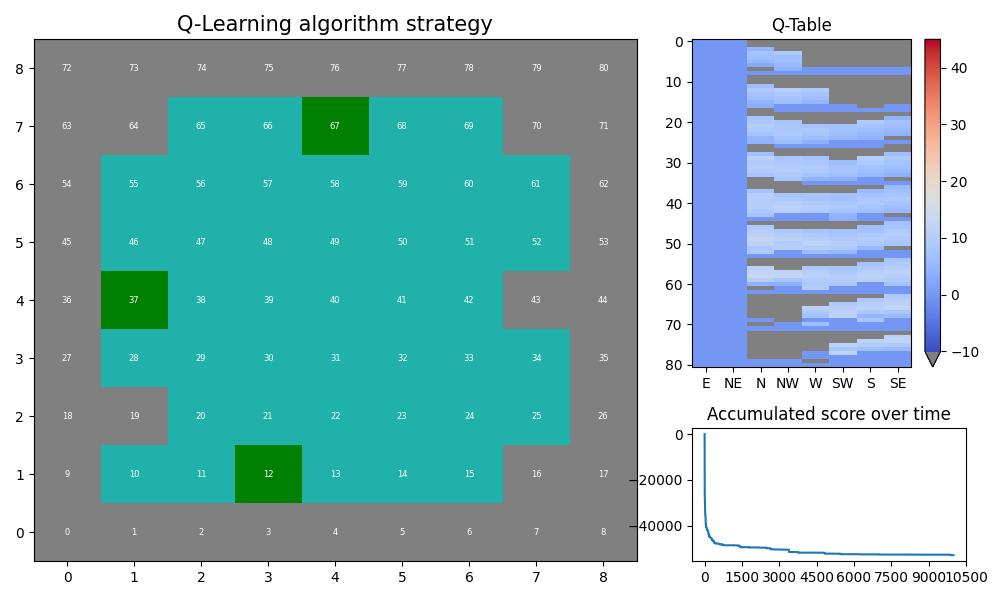 Q-Learning algorithm strategy
8 72 73 74 75 76 77 78 79 80
7 63 64 65 66 67 68 69 70 71
6 54 55 56 57 58 59 60 61 62
5 45 46 47 48 49 50 51 52 53
4 36 37 38 39 40 41 42 43 44
3 27 28 29 30 31 32 33 34 35
2 18 19 20 21 22 23 24 25 26
1 9 10 11 12 13 14 15 16 17
0 0 1 2 3 4 5 6 7 8
0 1 2 3 4 5 6 7 8
Q-Table
0
10
20
30
40
50
60
70
80
E NE N NW W SW S SE
40
30
20
10
0
−10
Accumulated score over time
0
−20000
−40000
0 1500 3000 4500 6000 7500 9000 10500